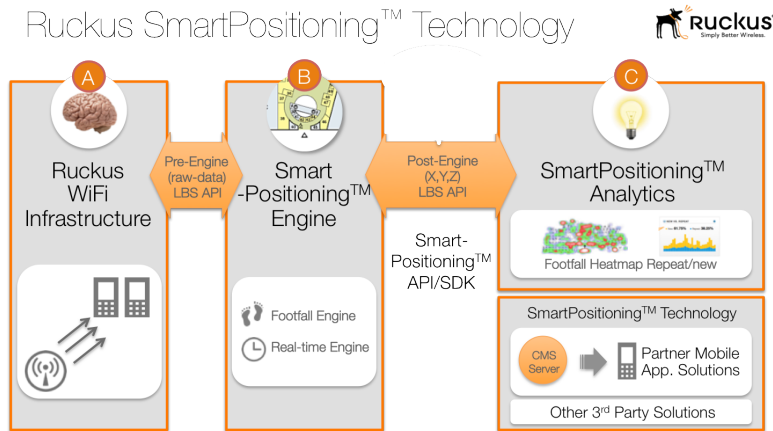 Ruckus SmartPositioning™ Technology
Ruckus®
Simply Better Wireless.
A
Ruckus
WiFi
Infrastructure
Pre-Engine
(raw-data)
LBS API
B
Smart
-Positioning™
Engine
Footfall Engine
Real-time Engine
Post-Engine
(X,Y,Z)
LBS API
Smart-
Positioning™
API/SDK
C
SmartPositioning™
Analytics
Footfall Heatmap Repeat/new
SmartPositioning™ Technology
CMS
Server
Partner Mobile
App. Solutions
Other 3rd Party Solutions